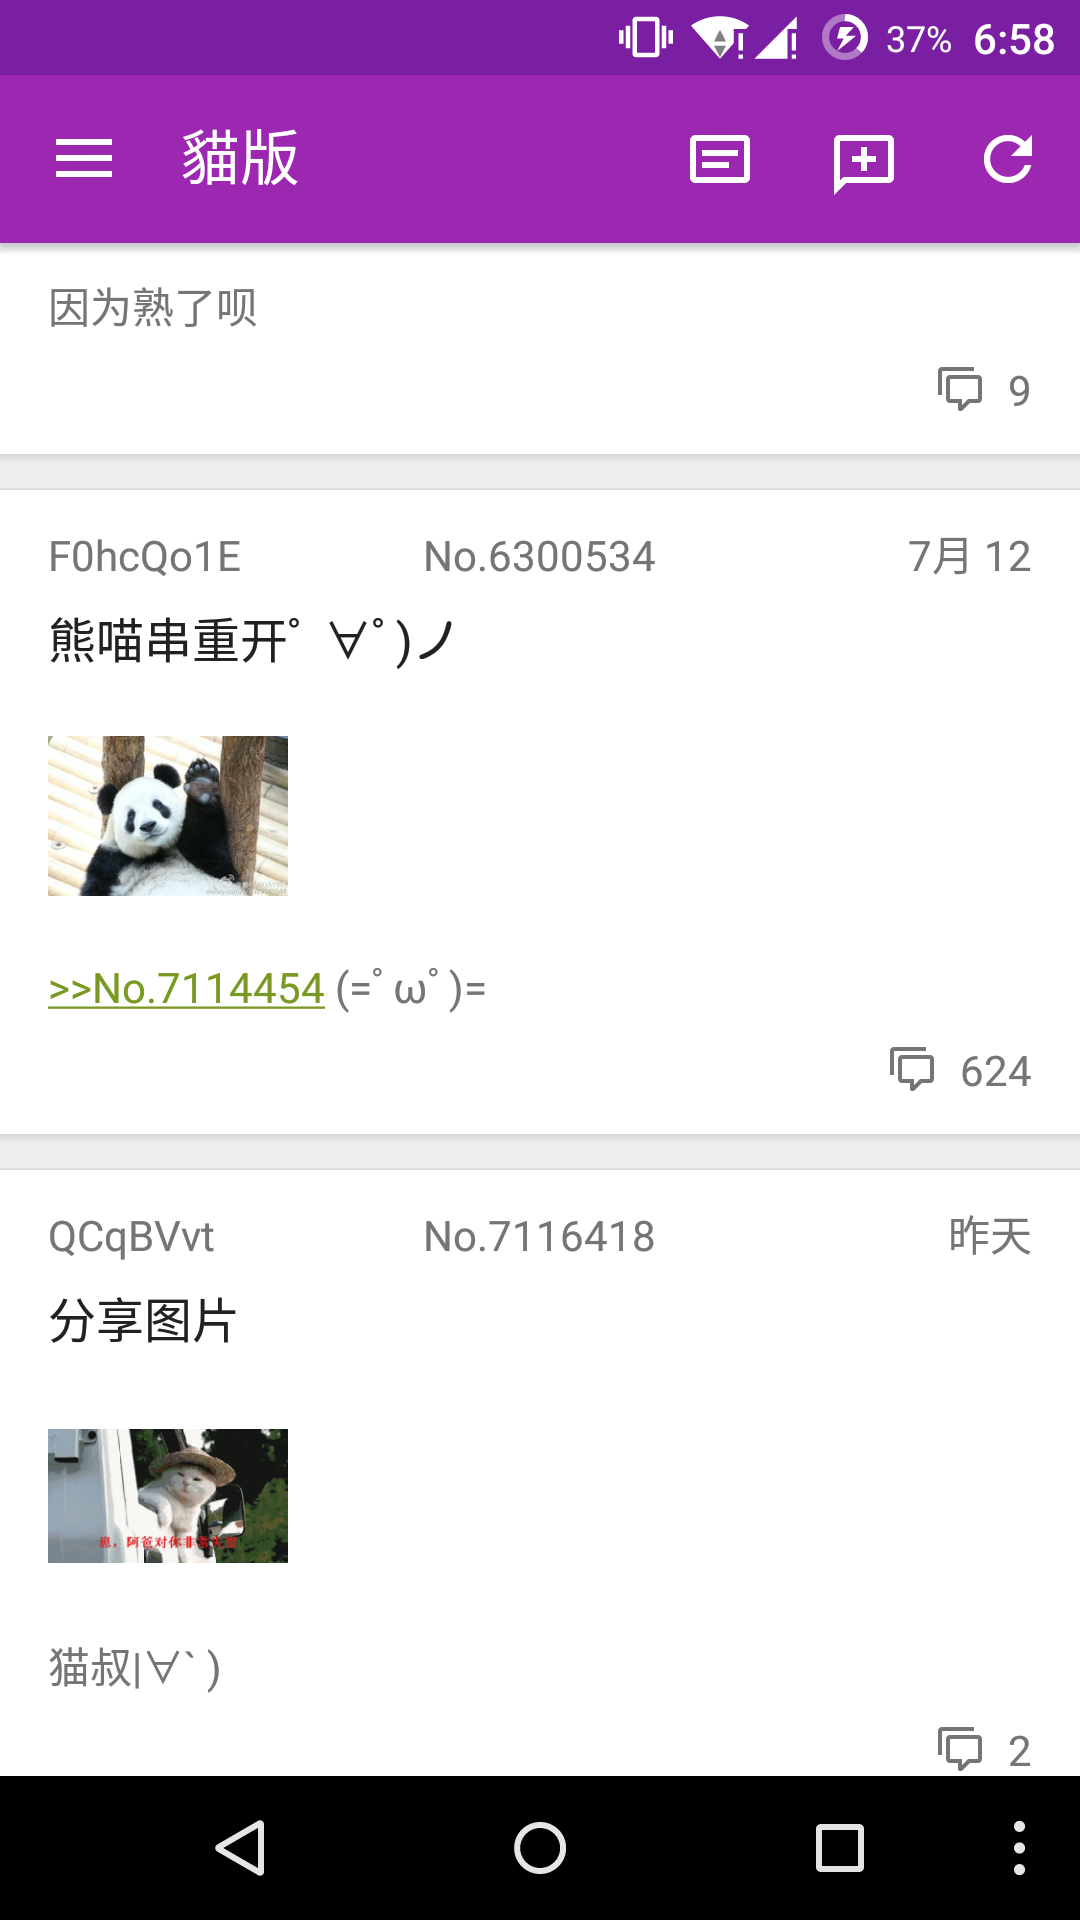 37% 6:58
貓版
因为熟了呗
9
F0hcQo1E No.6300534 7月 12
熊喵串重开ﾟ ∀ﾟ)ノ
>>No.7114454 (=ﾟωﾟ)=
624
QCqBVvt No.7116418 昨天
分享图片
阿爸对你非常失望
猫叔|∀` )
2